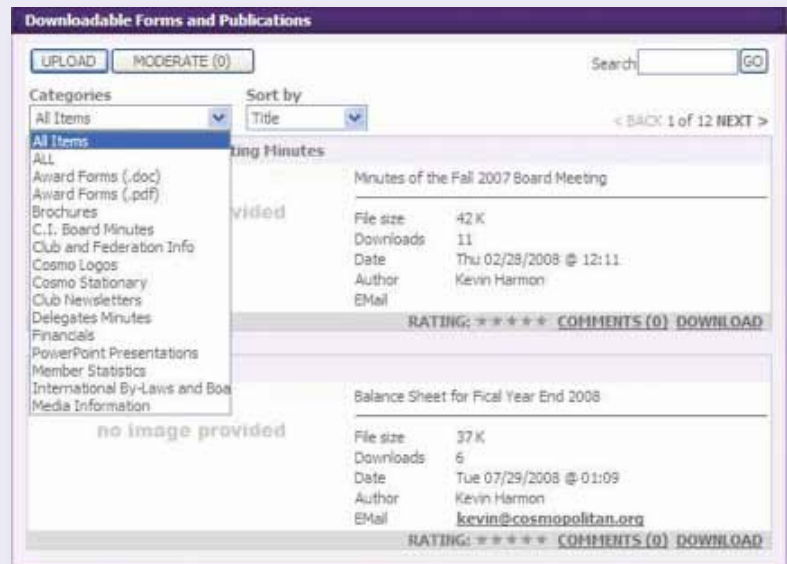 Downloadable Forms and Publications
UPLOAD MODERATE (0) Search GO
Categories Sort by
All Items Title < BACK 1 of 12 NEXT >
All Items
ALL
Award Forms (.doc)
Award Forms (.pdf)
Brochures
C.I. Board Minutes
Club and Federation Info
Cosmo Logos
Cosmo Stationary
Club Newsletters
Delegates Minutes
Financials
PowerPoint Presentations
Member Statistics
International By-Laws and Boa
Media Information
Minutes
Minutes of the Fall 2007 Board Meeting
File size 42 K
Downloads 11
Date Thu 02/28/2008 @ 12:11
Author Kevin Harmon
EMail
RATING: ★★★★★ COMMENTS (0) DOWNLOAD
Balance Sheet for Fical Year End 2008
no image provided
File size 37 K
Downloads 6
Date Tue 07/29/2008 @ 01:09
Author Kevin Harmon
EMail kevin@cosmopolitan.org
RATING: ★★★★★ COMMENTS (0) DOWNLOAD